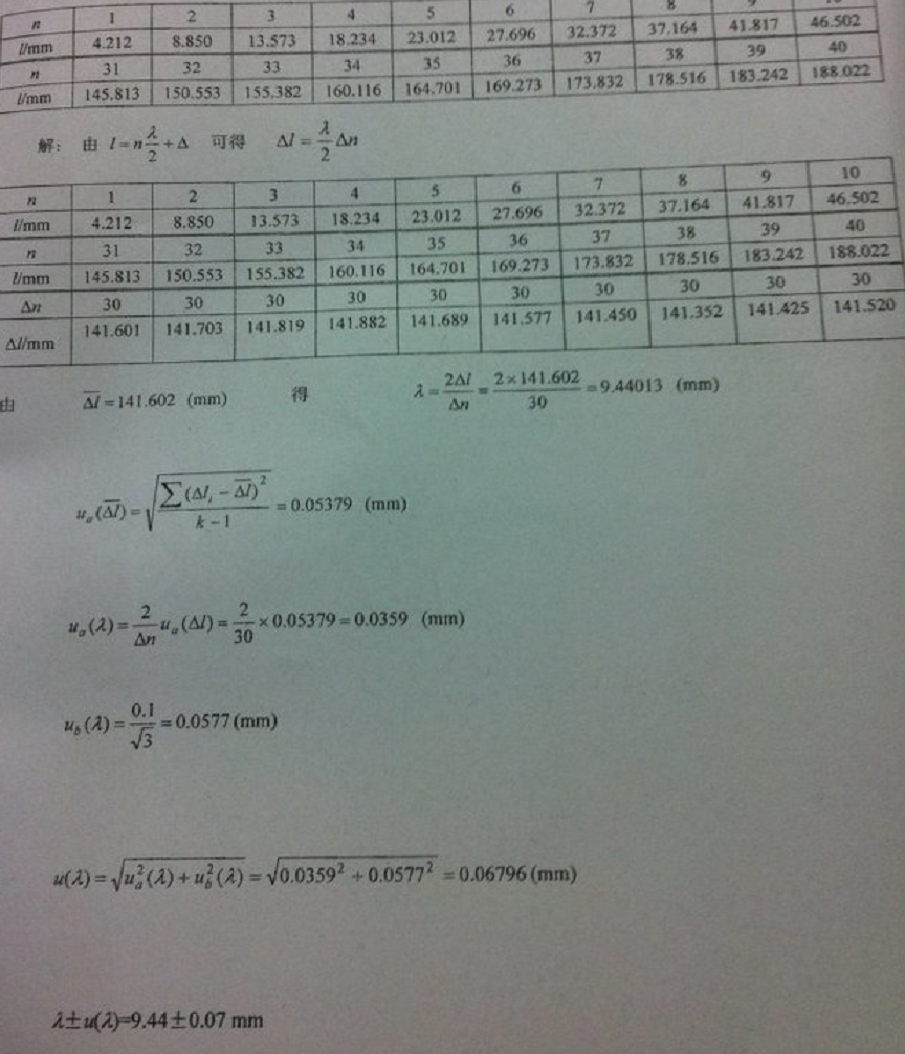 n 1 2 3 4 5 6 7 8 9 10
l/mm 4.212 8.850 13.573 18.234 23.012 27.696 32.372 37.164 41.817 46.502
n 31 32 33 34 35 36 37 38 39 40
l/mm 145.813 150.553 155.382 160.116 164.701 169.273 173.832 178.516 183.242 188.022
解: 由 l=n λ/2 +Δ 可得 Δl = λ/2 Δn
n 1 2 3 4 5 6 7 8 9 10
l/mm 4.212 8.850 13.573 18.234 23.012 27.696 32.372 37.164 41.817 46.502
n 31 32 33 34 35 36 37 38 39 40
l/mm 145.813 150.553 155.382 160.116 164.701 169.273 173.832 178.516 183.242 188.022
Δn 30 30 30 30 30 30 30 30 30 30
Δl/mm 141.601 141.703 141.819 141.882 141.689 141.577 141.450 141.352 141.425 141.520
由 Δl̅ =141.602 (mm) 得 λ = 2Δl/Δn = 2×141.602/30 =9.44013 (mm)
u_a(Δl̅) = √(∑(Δl_i − Δl̅)²/(k−1)) = 0.05379 (mm)
u_a(λ) = 2/Δn u_a(Δl) = 2/30 ×0.05379 = 0.0359 (mm)
u_b(λ) = 0.1/√3 = 0.0577 (mm)
u(λ) = √(u_a²(λ) + u_b²(λ)) = √(0.0359² + 0.0577²) = 0.06796 (mm)
λ±u(λ)=9.44±0.07 mm